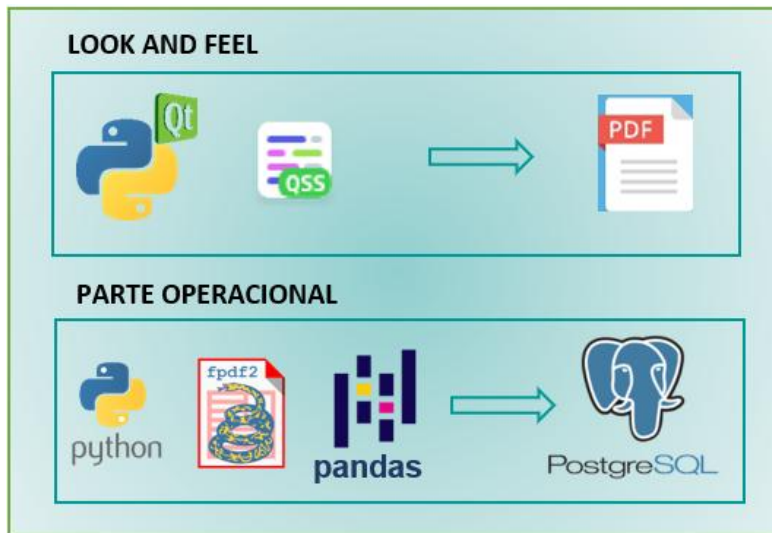 LOOK AND FEEL
Qt
QSS
PDF
PARTE OPERACIONAL
fpdf2
python
pandas
PostgreSQL